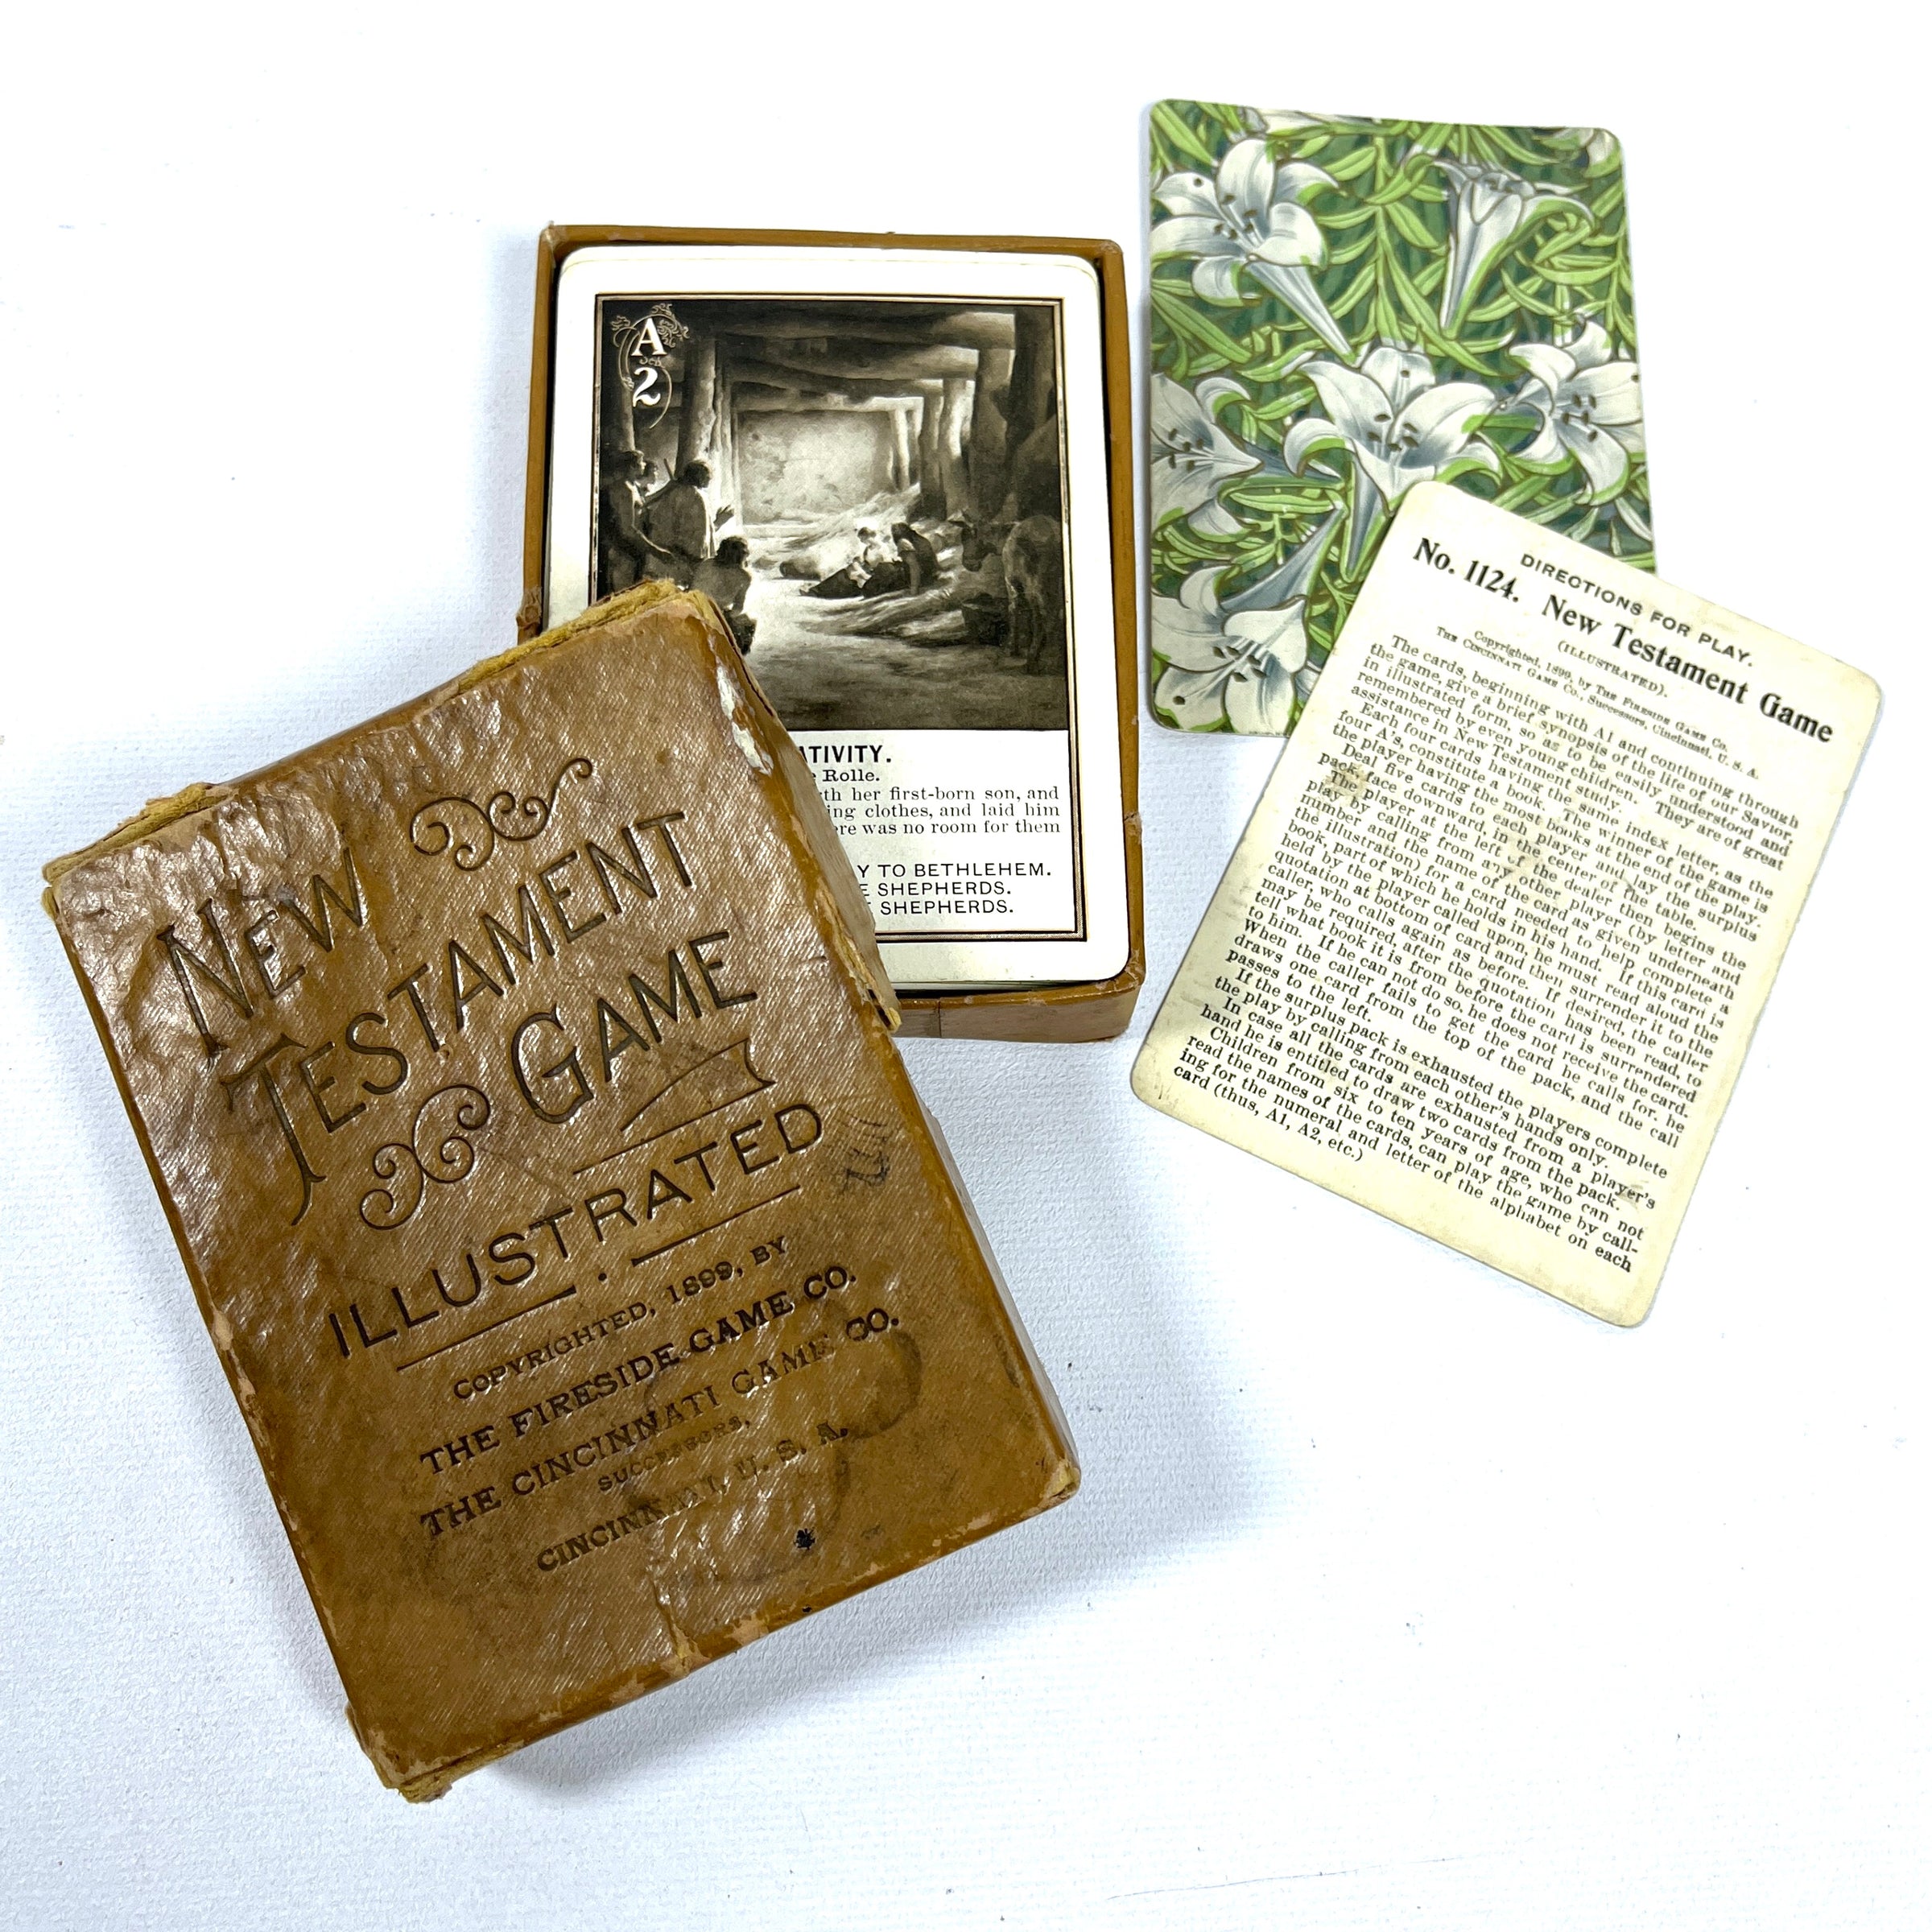 NEW
TESTAMENT
GAME
ILLUSTRATED
COPYRIGHTED, 1899, BY
THE FIRESIDE GAME CO.
THE CINCINNATI GAME CO.
SUCCESSORS,
CINCINNATI, U. S. A.
A
2
ATIVITY.
Rolle.
th her first-born son, and
ing clothes, and laid him
ere was no room for them
Y TO BETHLEHEM.
E SHEPHERDS.
E SHEPHERDS.
DIRECTIONS FOR PLAY.
No. 1124. New Testament Game
(ILLUSTRATED).
Copyrighted, 1899, by THE FIRESIDE GAME CO.
THE CINCINNATI GAME CO., Successors, Cincinnati, U. S. A.
The cards, beginning with A1 and continuing through
the game, give a brief synopsis of the life of our Savior,
in illustrated form, so as to be easily understood and
remembered by even young children. They are of great
assistance in New Testament study.
Each four cards having the same index letter, as the
four A's, constitute a book. The winner of the game is
the player having the most books at the end of the play.
Deal five cards to each player and lay the surplus
pack, face downward, in the center of the table.
The player at the left of the dealer then begins the
play by calling from any other player (by letter and
number and the name of the card as given underneath
the illustration) for a card needed to help complete a
book, part of which he holds in his hand. If this card is
held by the player called upon, he must read aloud the
quotation at bottom of card and then surrender it to the
caller, who calls again as before. If desired, the caller
may be required, after the quotation has been read, to
tell what book it is from before the card is surrendered
to him. If he can not do so, he does not receive the card.
When the caller fails to get the card he calls for, he
draws one card from the top of the pack, and the call
passes to the left.
If the surplus pack is exhausted the players complete
the play by calling from each other's hands only.
In case all the cards are exhausted from a player's
hand he is entitled to draw two cards from the pack.
Children from six to ten years of age, who can not
read the names of the cards, can play the game by call-
ing for the numeral and letter of the alphabet on each
card (thus, A1, A2, etc.)